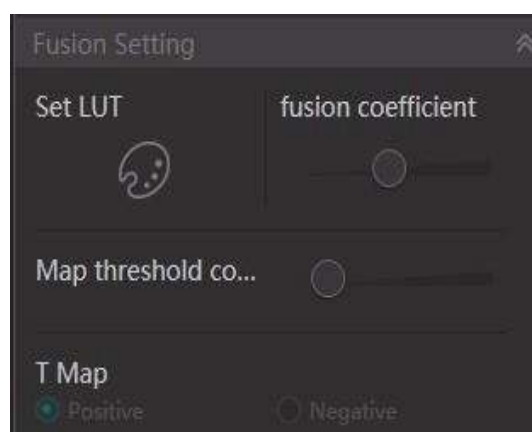 Fusion Setting
Set LUT
fusion coefficient
Map threshold co...
T Map
Positive
Negative